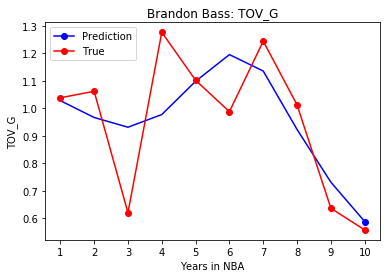 Brandon Bass: TOV_G
Prediction
True
1.3
1.2
1.1
1.0
0.9
0.8
0.7
0.6
TOV_G
1 2 3 4 5 6 7 8 9 10
Years in NBA